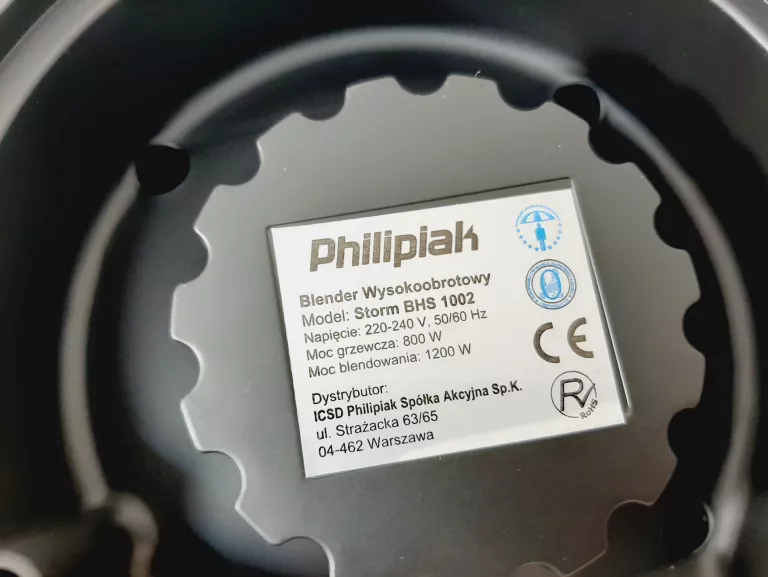 Philipiak
Blender Wysokoobrotowy
Model: Storm BHS 1002
Napięcie: 220-240 V, 50/60 Hz
Moc grzewcza: 800 W
Moc blendowania: 1200 W
Dystrybutor:
ICSD Philipiak Spółka Akcyjna Sp.K.
ul. Strażacka 63/65
04-462 Warszawa
CE
R
RoHS